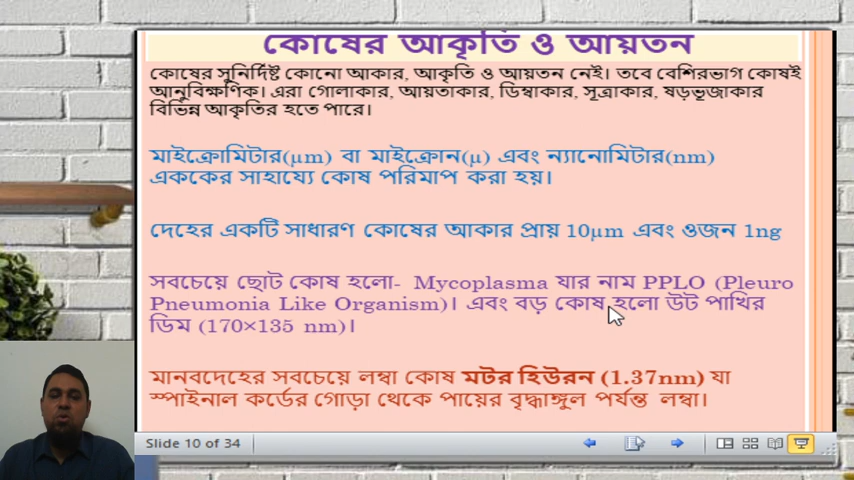 কোষের আকৃতি ও আয়তন
কোষের সুনির্দিষ্ট কোনো আকার, আকৃতি ও আয়তন নেই। তবে বেশিরভাগ কোষই
আনুবিক্ষণিক। এরা গোলাকার, আয়তাকার, ডিম্বাকার, সূত্রাকার, ষড়ভূজাকার
বিভিন্ন আকৃতির হতে পারে।
মাইক্রোমিটার(µm) বা মাইক্রোন(µ) এবং ন্যানোমিটার(nm)
এককের সাহায্যে কোষ পরিমাপ করা হয়।
দেহের একটি সাধারণ কোষের আকার প্রায় 10µm এবং ওজন 1ng
সবচেয়ে ছোট কোষ হলো- Mycoplasma যার নাম PPLO (Pleuro
Pneumonia Like Organism)। এবং বড় কোষ হলো উট পাখির
ডিম (170×135 nm)।
মানবদেহের সবচেয়ে লম্বা কোষ মটর হিউরন (1.37nm) যা
স্পাইনাল কর্ডের গোড়া থেকে পায়ের বৃদ্ধাঙ্গুল পর্যন্ত লম্বা।
Slide 10 of 34